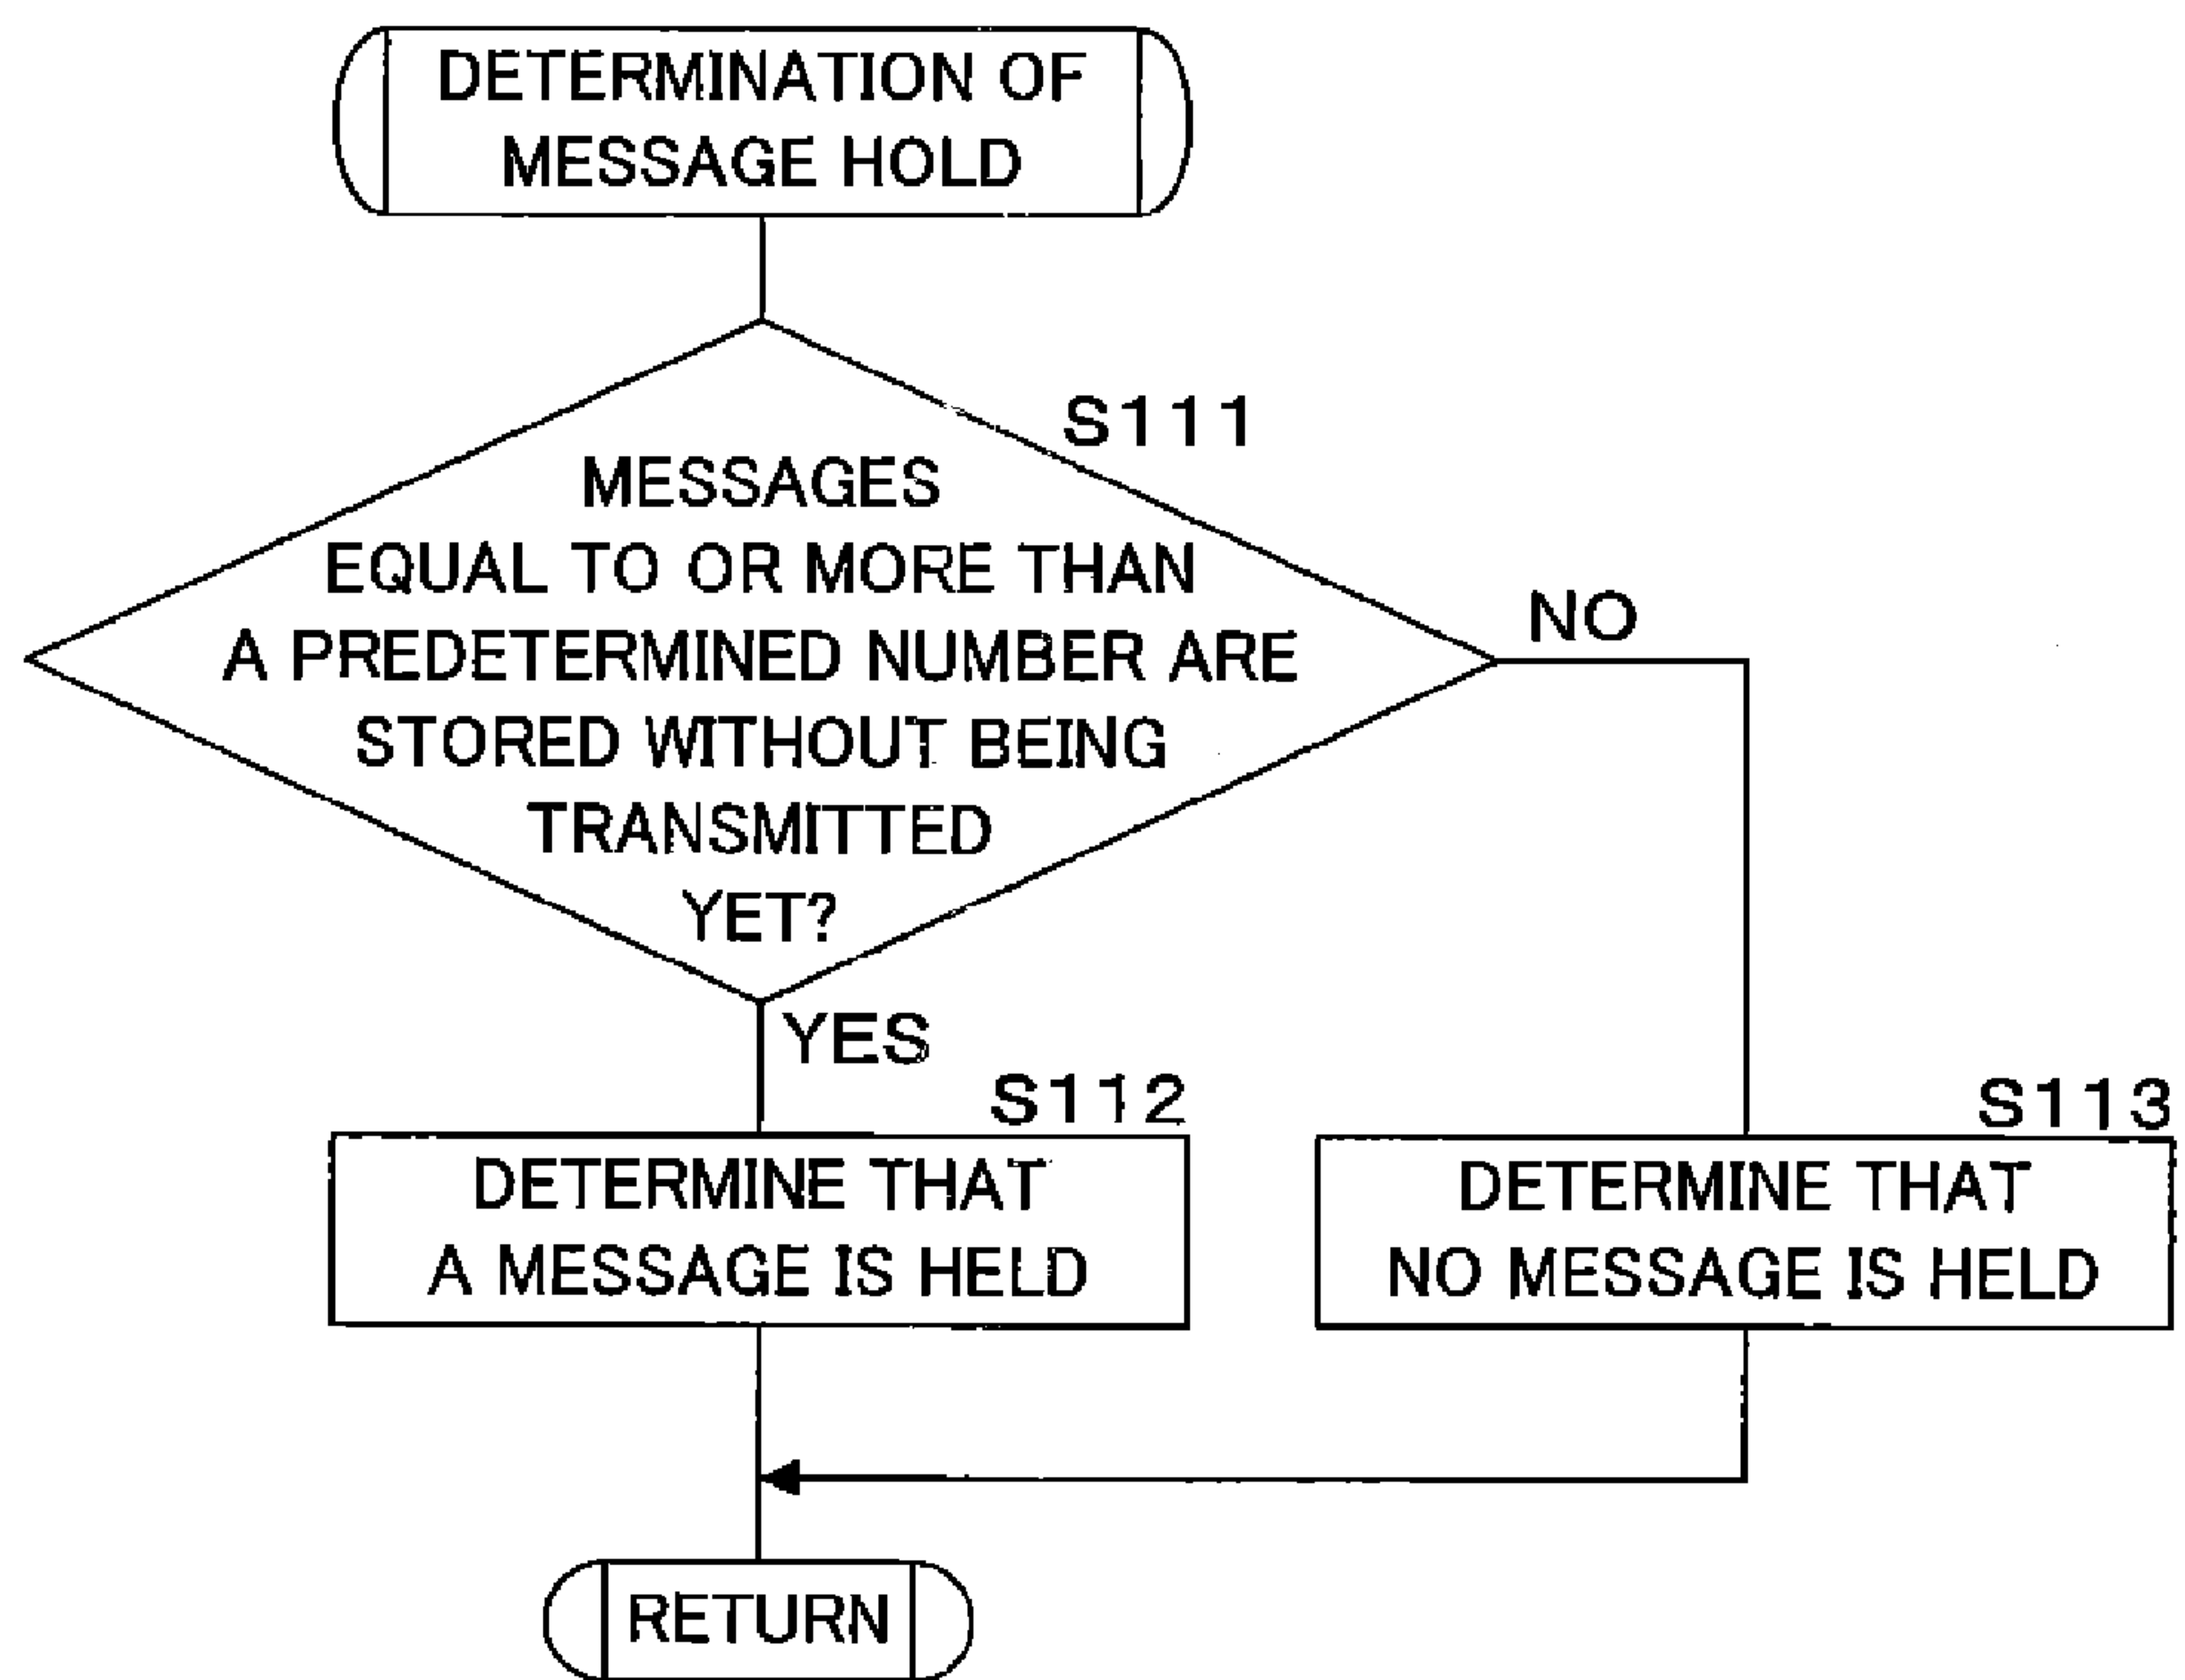 DETERMINATION OF
MESSAGE HOLD
S111
MESSAGES
EQUAL TO OR MORE THAN
A PREDETERMINED NUMBER ARE
STORED WITHOUT BEING
TRANSMITTED
YET?
NO
YES
S112
DETERMINE THAT
A MESSAGE IS HELD
S113
DETERMINE THAT
NO MESSAGE IS HELD
RETURN